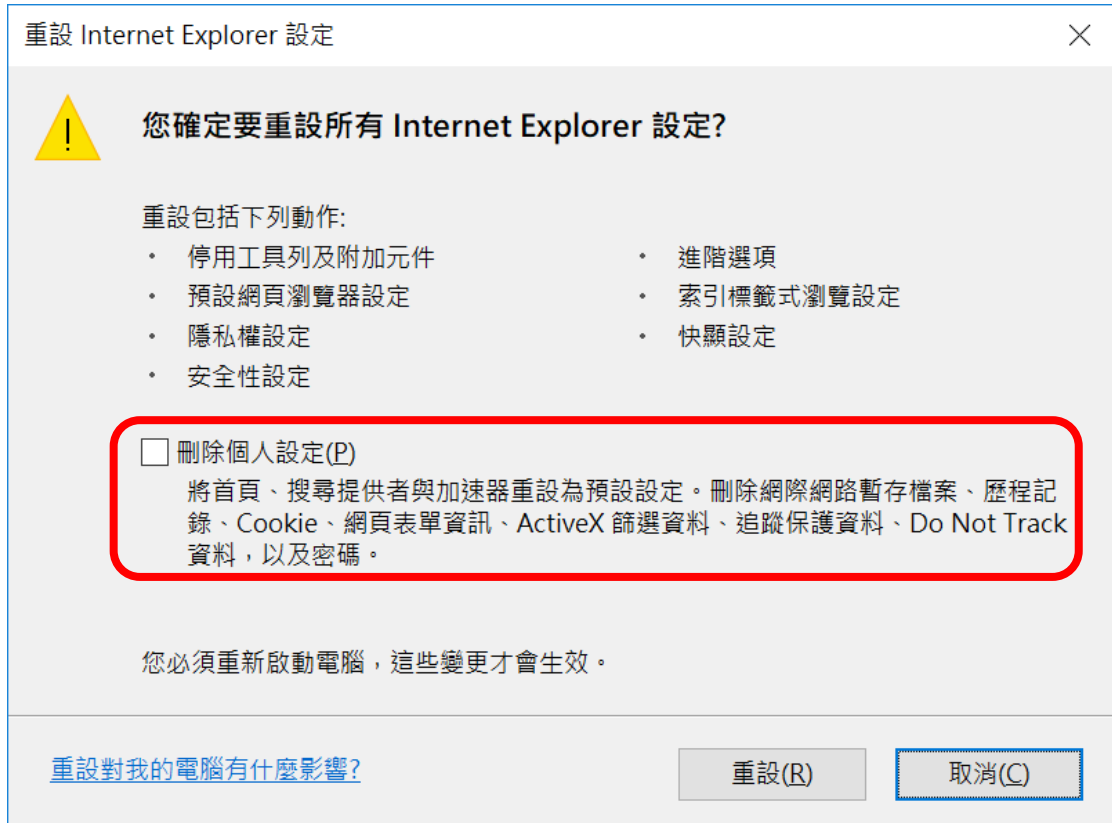 重設 Internet Explorer 設定
您確定要重設所有 Internet Explorer 設定?
重設包括下列動作:
· 停用工具列及附加元件
· 預設網頁瀏覽器設定
· 隱私權設定
· 安全性設定
· 進階選項
· 索引標籤式瀏覽設定
· 快顯設定
刪除個人設定(P)
將首頁、搜尋提供者與加速器重設為預設設定。刪除網際網路暫存檔案、歷程記
錄、Cookie、網頁表單資訊、ActiveX 篩選資料、追蹤保護資料、Do Not Track
資料，以及密碼。
您必須重新啟動電腦，這些變更才會生效。
重設對我的電腦有什麼影響?
重設(R)
取消(C)